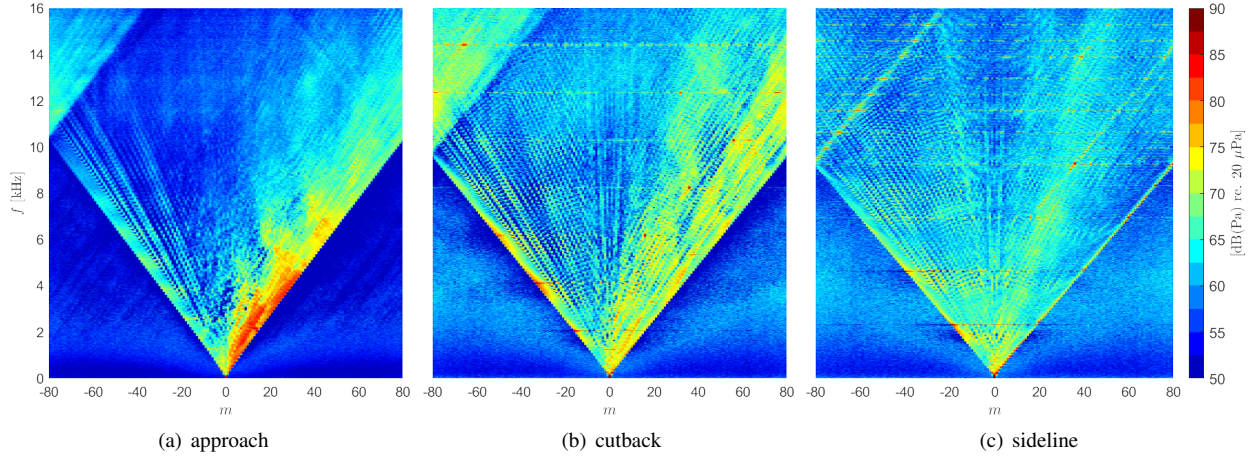 16
14
12
10
8
6
4
2
0
f [kHz]
-80 -60 -40 -20 0 20 40 60 80
m
(a) approach
-80 -60 -40 -20 0 20 40 60 80
m
(b) cutback
-80 -60 -40 -20 0 20 40 60 80
m
(c) sideline
90
85
80
75
70
65
60
55
50
[dB(Pa) re. 20 μPa]